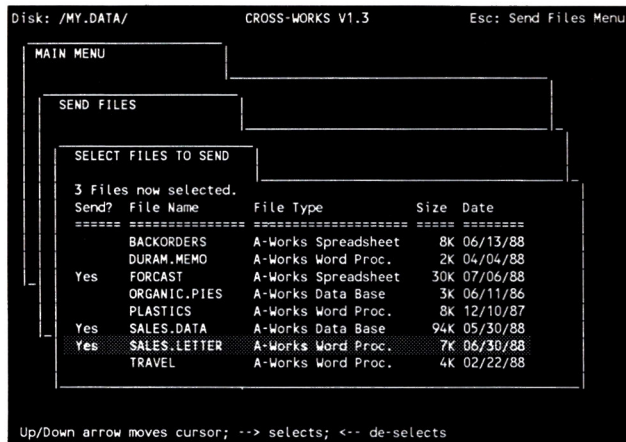 Disk: /MY.DATA/ CROSS-WORKS V1.3 Esc: Send Files Menu
MAIN MENU
SEND FILES
SELECT FILES TO SEND
3 Files now selected.
Send? File Name File Type Size Date
====== =============== ===================== ===== ========
BACKORDERS A-Works Spreadsheet 8K 06/13/88
DURAM.MEMO A-Works Word Proc. 2K 04/04/88
Yes FORCAST A-Works Spreadsheet 30K 07/06/88
ORGANIC.PIES A-Works Data Base 3K 06/11/86
PLASTICS A-Works Word Proc. 8K 12/10/87
Yes SALES.DATA A-Works Data Base 94K 05/30/88
Yes SALES.LETTER A-Works Word Proc. 7K 06/30/88
TRAVEL A-Works Word Proc. 4K 02/22/88
Up/Down arrow moves cursor; --> selects; <-- de-selects